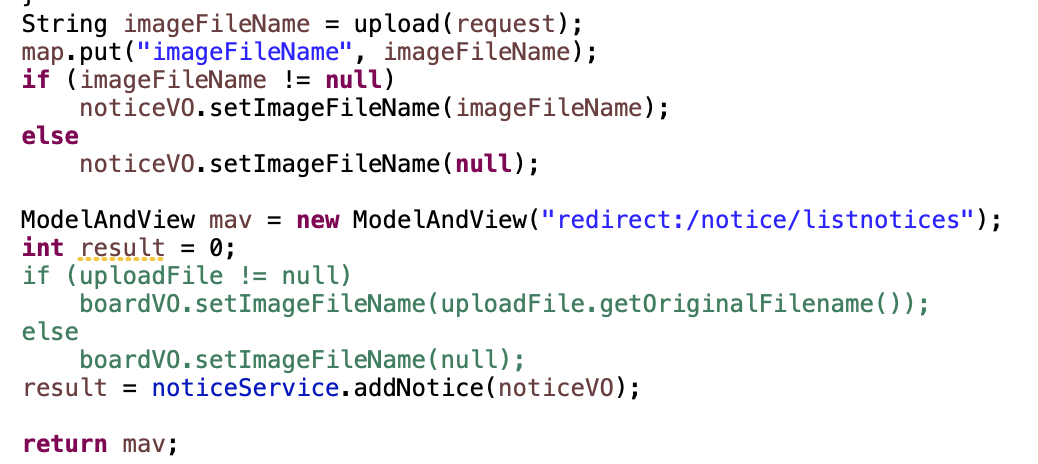 }
String imageFileName = upload(request);
map.put("imageFileName", imageFileName);
if (imageFileName != null)
    noticeVO.setImageFileName(imageFileName);
else
    noticeVO.setImageFileName(null);

ModelAndView mav = new ModelAndView("redirect:/notice/listnotices");
int result = 0;
if (uploadFile != null)
    boardVO.setImageFileName(uploadFile.getOriginalFilename());
else
    boardVO.setImageFileName(null);
result = noticeService.addNotice(noticeVO);

return mav;